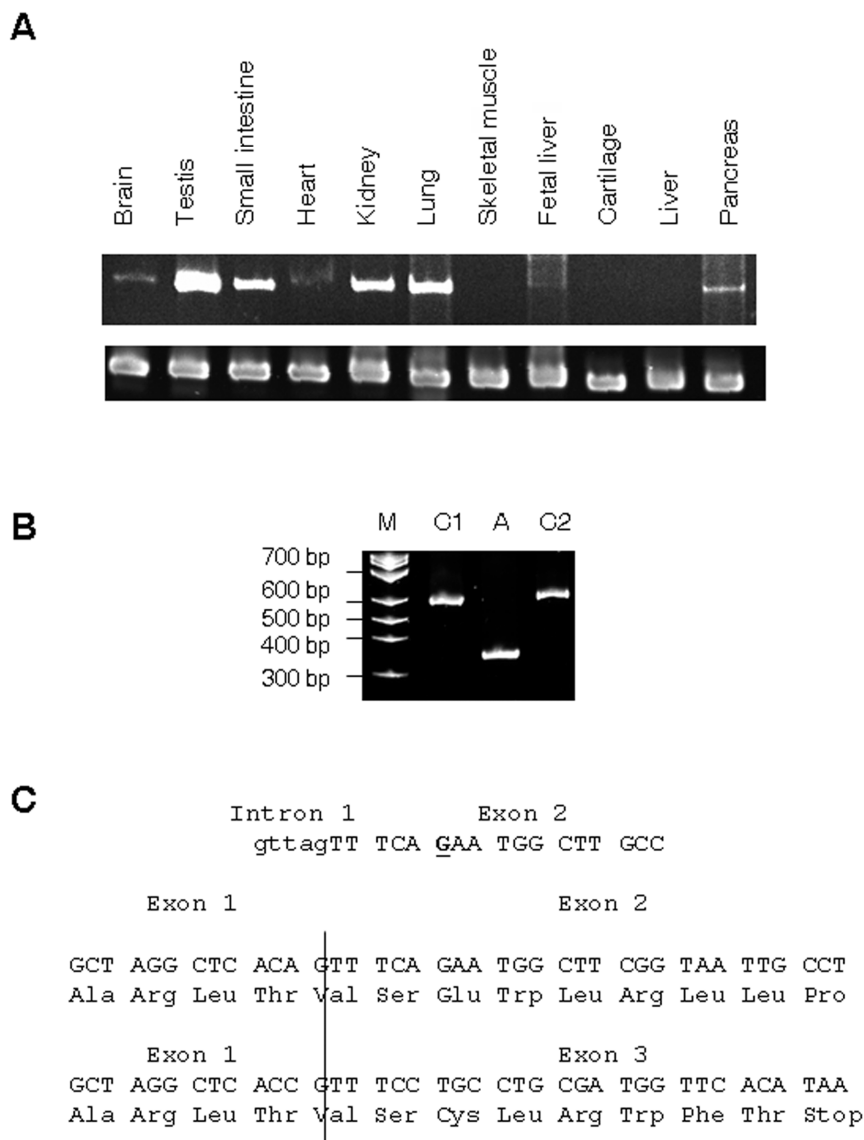 A
Brain
Testis
Small intestine
Heart
Kidney
Lung
Skeletal muscle
Fetal liver
Cartilage
Liver
Pancreas
B
M C1 A C2
700 bp
600 bp
500 bp
400 bp
300 bp
C
Intron 1 Exon 2
gttagTT TCA GAA TGG CTT GCC
Exon 1 Exon 2
GCT AGG CTC ACA GTTT TCA GAA TGG CTT CGG TAA TTG CCT
Ala Arg Leu Thr Val Ser Glu Trp Leu Arg Leu Leu Pro
Exon 1 Exon 3
GCT AGG CTC ACC GTTT TCC TGC CTG CGA TGG TTC ACA TAA
Ala Arg Leu Thr Val Ser Cys Leu Arg Trp Phe Thr Stop